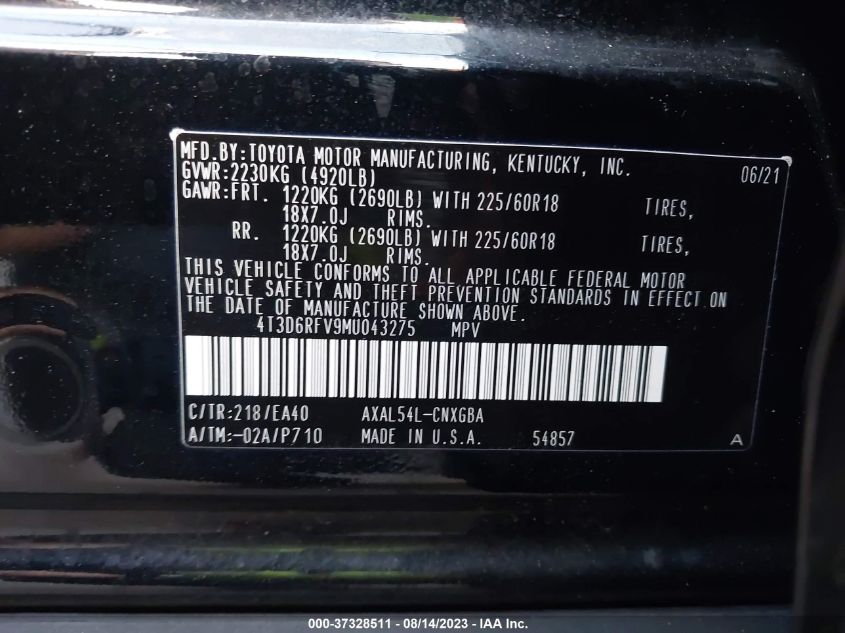 MFD.BY:TOYOTA MOTOR MANUFACTURING, KENTUCKY, INC. 06/21
GVWR:2230KG (4920LB)
GAWR:FRT. 1220KG (2690LB) WITH 225/60R18 TIRES,
18X7.0J RIMS.
RR. 1220KG (2690LB) WITH 225/60R18 TIRES,
18X7.0J RIMS.
THIS VEHICLE CONFORMS TO ALL APPLICABLE FEDERAL MOTOR
VEHICLE SAFETY AND THEFT PREVENTION STANDARDS IN EFFECT ON
THE DATE OF MANUFACTURE SHOWN ABOVE.
4T3D6RFV9MU043275 MPV
C/TR:218/EA40 AXAL54L-CNXGBA
A/TM:-02A/P710 MADE IN U.S.A. 54857 A
000-37328511 - 08/14/2023 - IAA Inc.